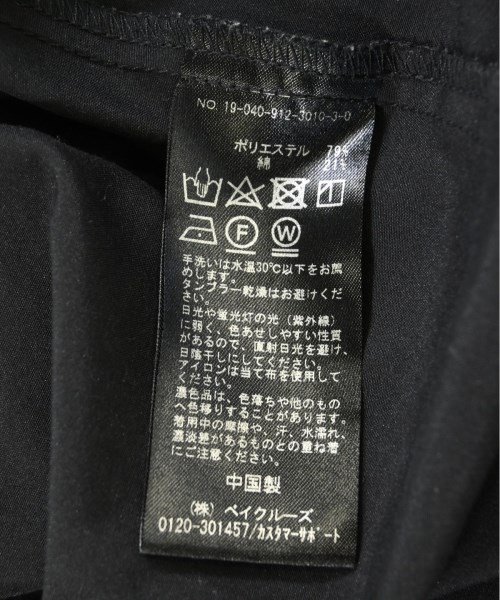 NO. 19-040-912-3010-3-0
ポリエステル 79%
綿 21%
F W
手洗いは水温30℃以下をお薦
めします。
タンブラー乾燥はお避けくだ
さい。
日光や蛍光灯の光（紫外線）
に弱く、色あせしやすい性質
があるので、直射日光を避け、
日陰干しにしてください。
アイロンは当て布を使用して
ください。
濃色品は、色落ちや他のもの
へ色移りすることがあります。
着用中の摩擦や、汗、水濡れ、
濃淡差があるものとの重ね着
にご注意ください。
中国製
（株）ベイクルーズ
0120-301457/カスタマーサポート